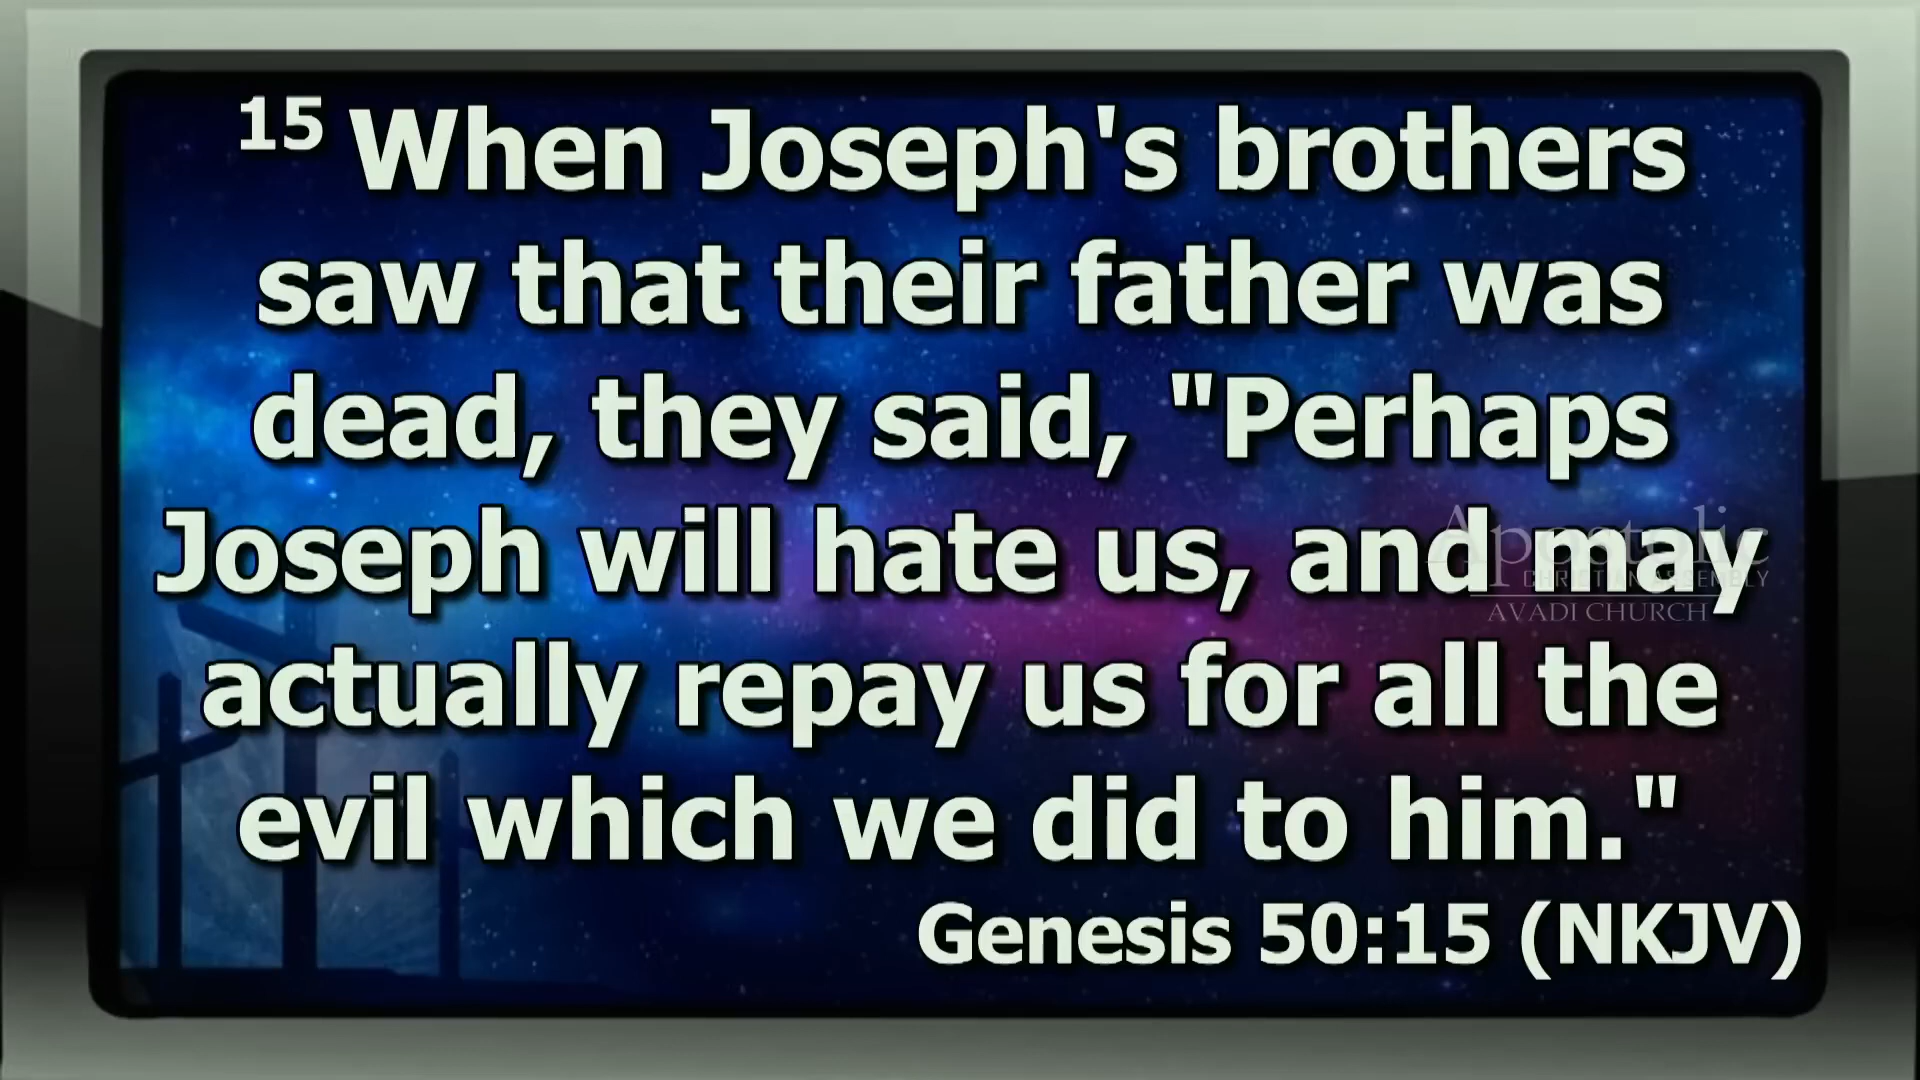 15 When Joseph's brothers
saw that their father was
dead, they said, "Perhaps
Joseph will hate us, and may
actually repay us for all the
evil which we did to him."
Genesis 50:15 (NKJV)
Apostolic
CHRISTIAN ASSEMBLY
AVADI CHURCH